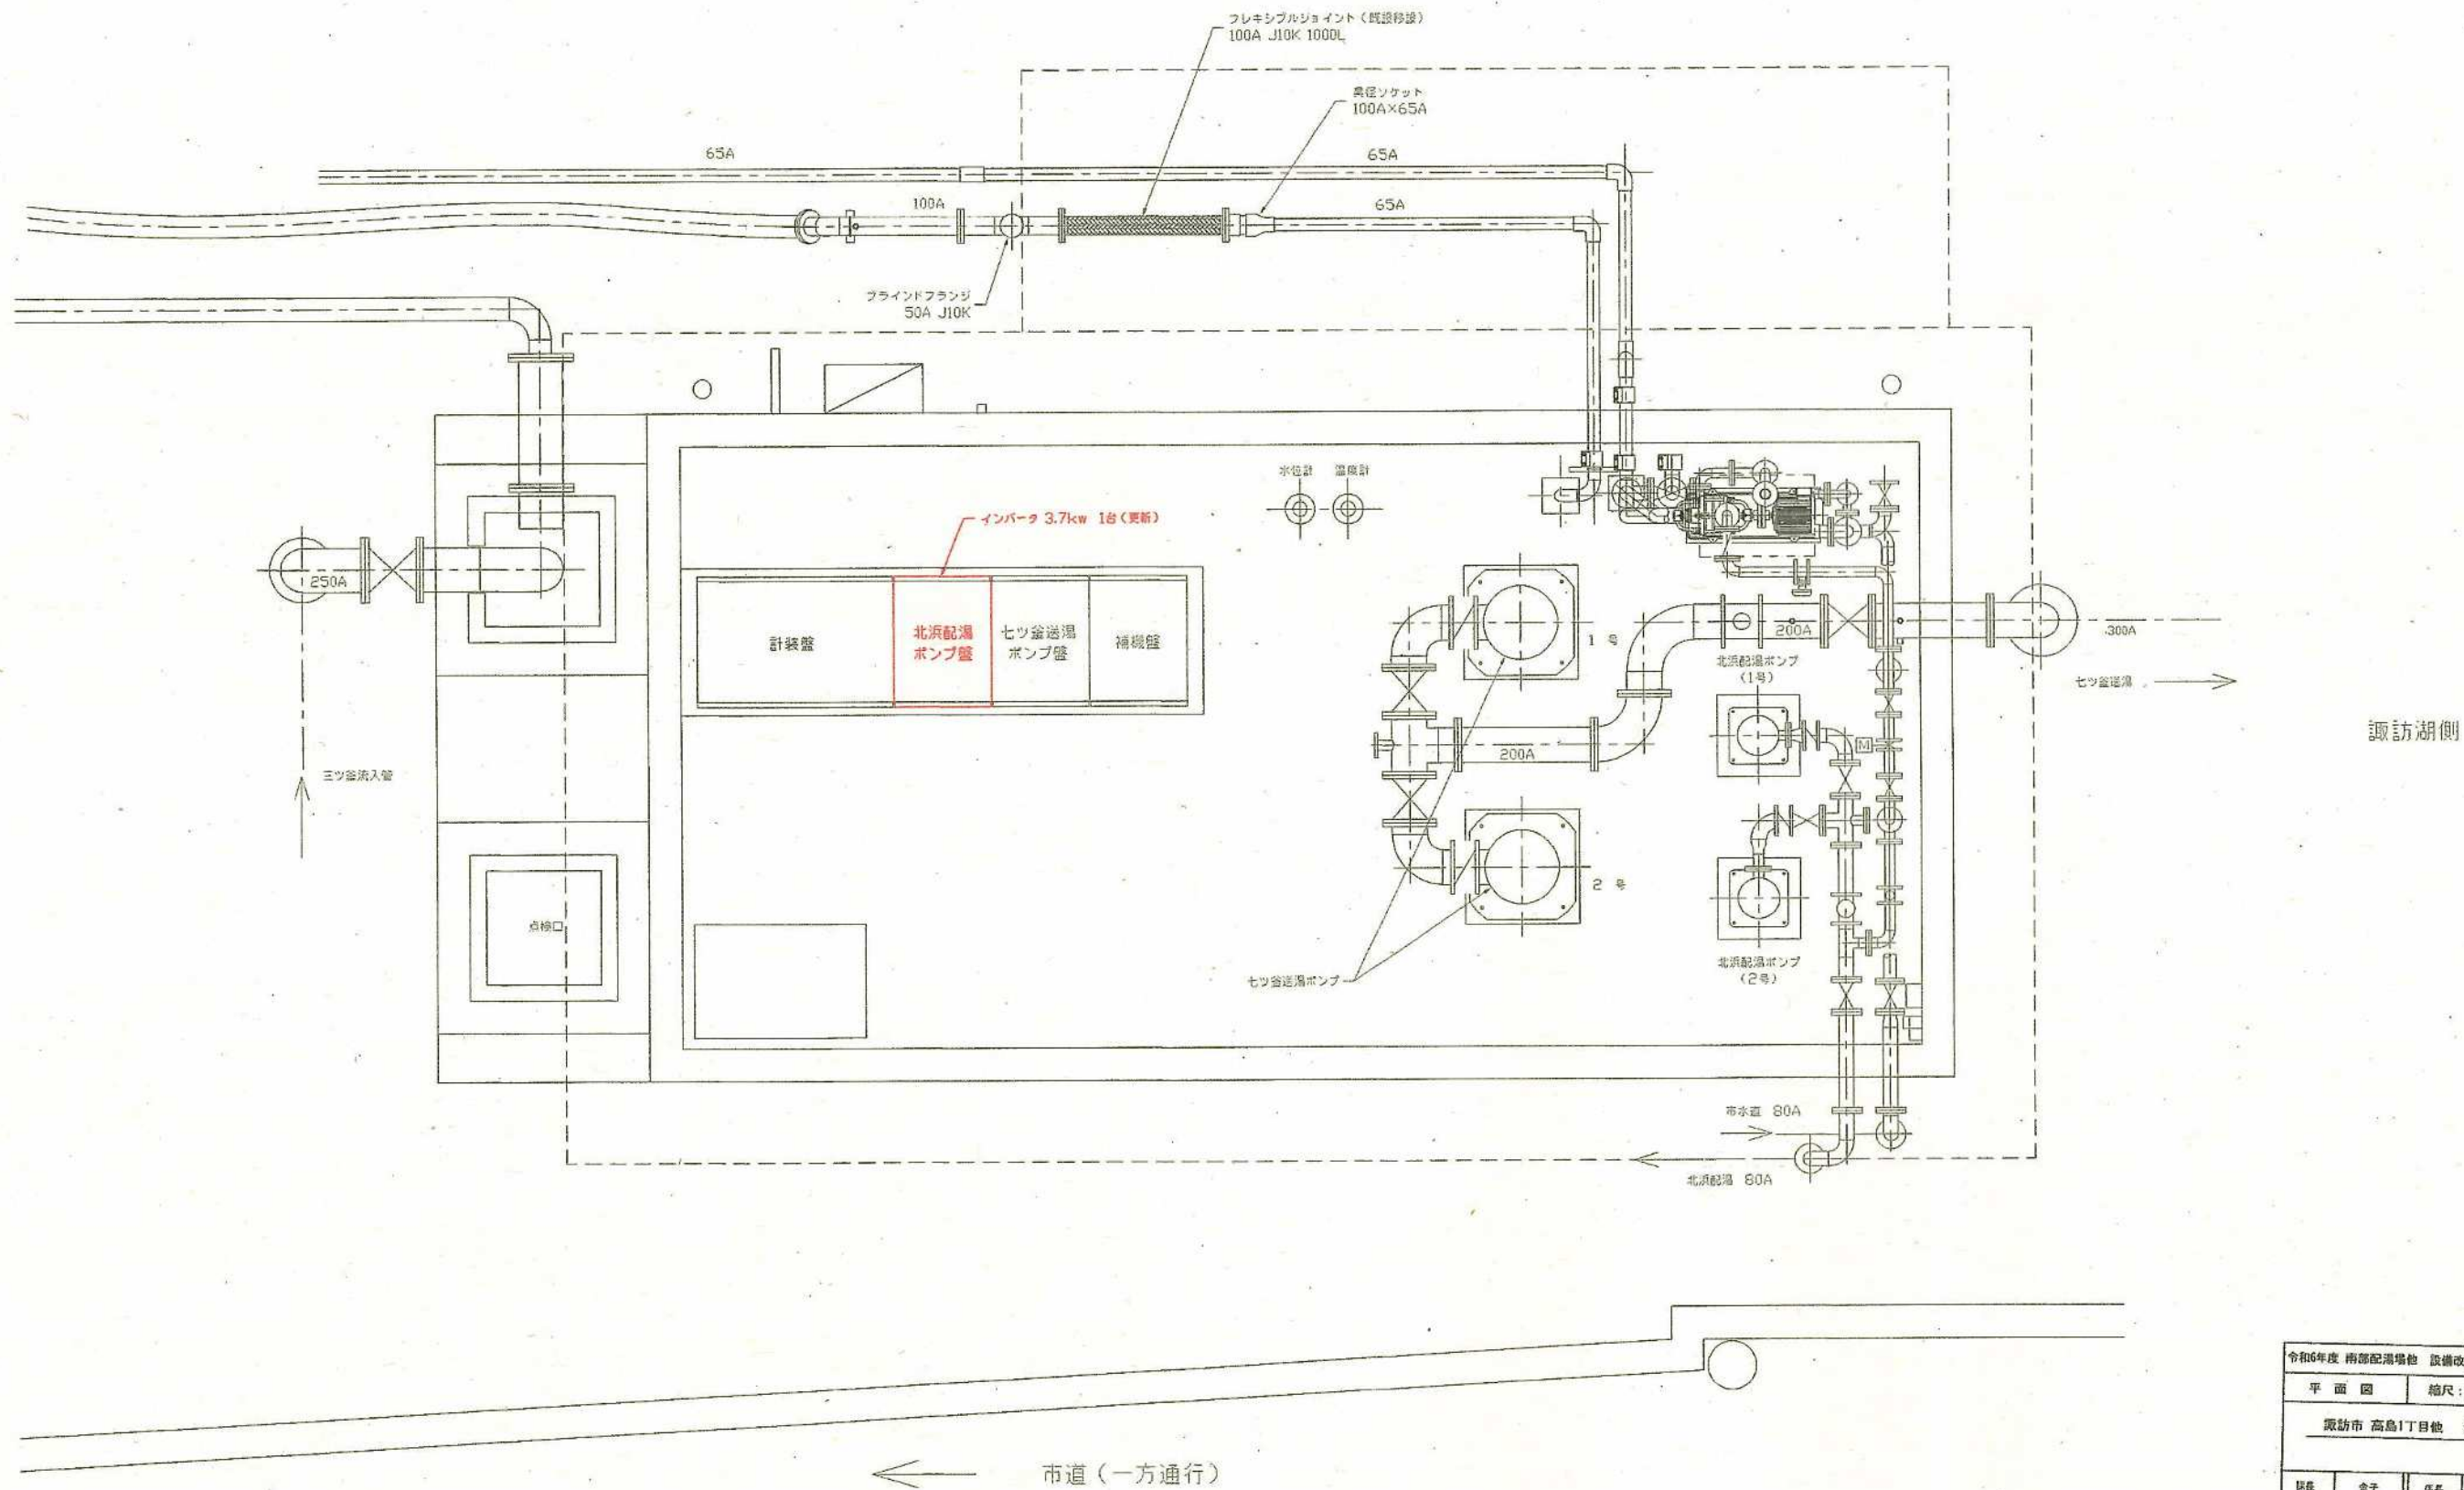 フレキシブルジョイント（既設移設）
100A J10K 1000L
異径ソケット
100A×65A
65A
65A
100A
65A
ブラインドフランジ
50A J10K
水位計
温度計
インバータ 3.7kw 1台（更新）
250A
計装盤
北浜配湯
ポンプ盤
七ツ釜送湯
ポンプ盤
補機盤
1 号
200A
300A
北浜配湯ポンプ
（1号）
七ツ釜送湯
諏訪湖側
M
200A
三ツ釜流入管
2 号
点検口
北浜配湯ポンプ
（2号）
七ツ釜送湯ポンプ
市水道 80A
北浜配湯 80A
令和6年度 南部配湯場他 設備改
平 面 図
縮尺：
諏訪市 高島1丁目他
市道（一方通行）
課長
金子